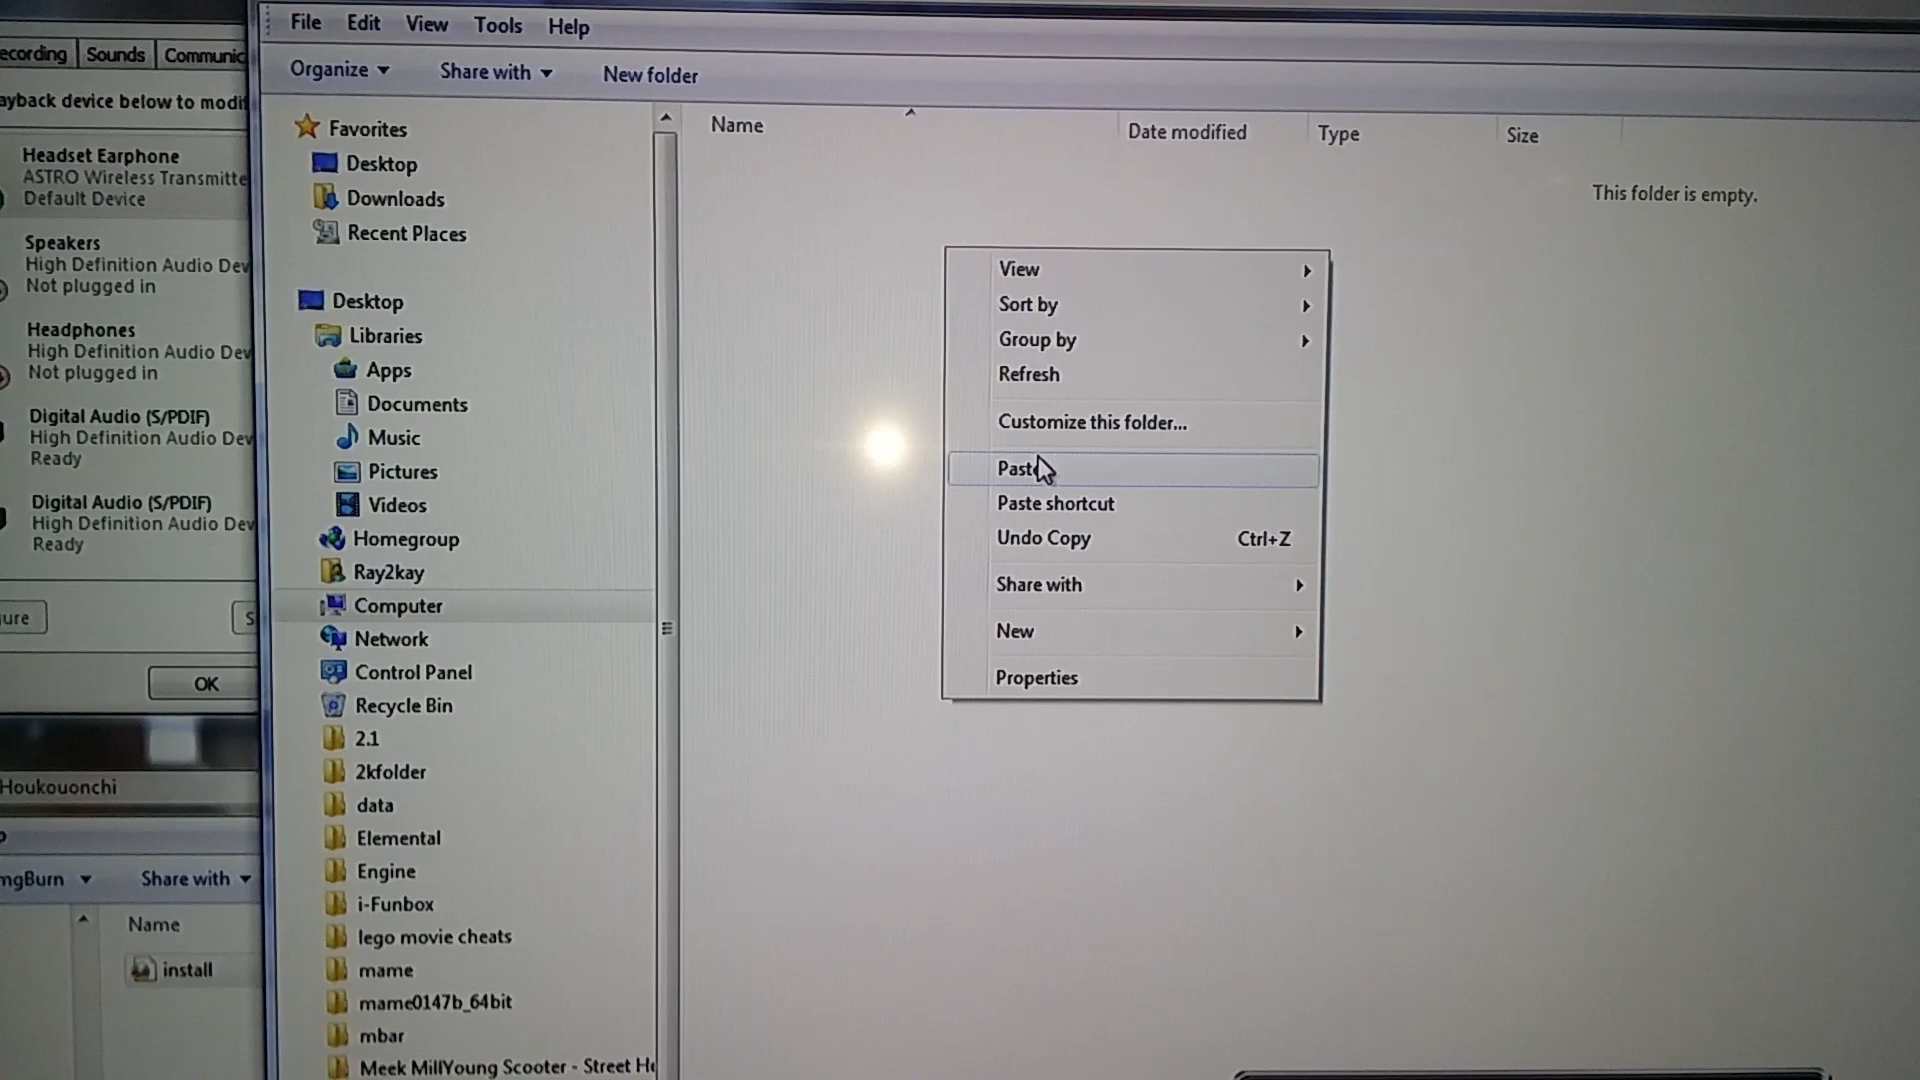 File Edit View Tools Help
Organize Share with New folder
Sounds
ayback device below to modif
Headset Earphone
ASTRO Wireless Transmitte
Default Device
Speakers
High Definition Audio Dev
Not plugged in
Headphones
High Definition Audio Dev
Not plugged in
Digital Audio (S/PDIF)
High Definition Audio Dev
Ready
Digital Audio (S/PDIF)
High Definition Audio Dev
Ready
OK
Houkouonchi
mgBurn Share with
Name
install
Favorites
Desktop
Downloads
Recent Places
Desktop
Libraries
Apps
Documents
Music
Pictures
Videos
Homegroup
Ray2kay
Computer
Network
Control Panel
Recycle Bin
2.1
2kfolder
data
Elemental
Engine
i-Funbox
lego movie cheats
mame
mame0147b_64bit
mbar
Meek MillYoung Scooter - Street He
Name Date modified Type Size
This folder is empty.
View
Sort by
Group by
Refresh
Customize this folder...
Paste
Paste shortcut
Undo Copy Ctrl+Z
Share with
New
Properties